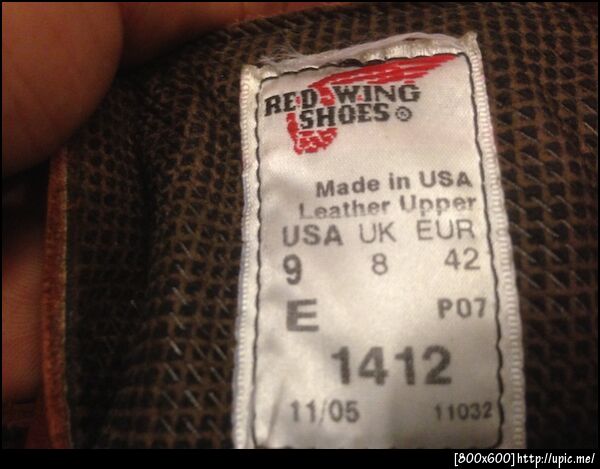 RED WING
SHOES ®
Made in USA
Leather Upper
USA UK EUR
9 8 42
E P07
1412
11/05 11032
[800x600]http://upic.me/